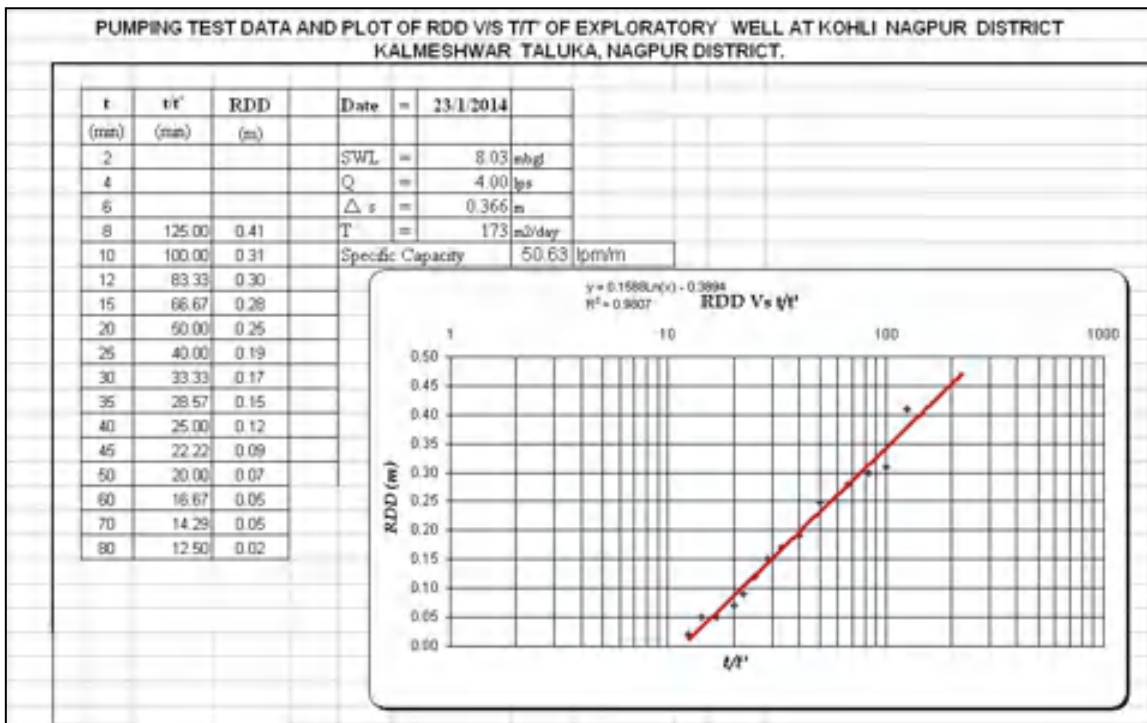 PUMPING TEST DATA AND PLOT OF RDD V/S T/T' OF EXPLORATORY WELL AT KOHLI NAGPUR DISTRICT
KALMESHWAR TALUKA, NAGPUR DISTRICT.
t t/t' RDD Date = 23/1/2014
(min) (min) (m)
2 SWL = 8.03 mbgl
4 Q = 4.00 lps
6 △ s = 0.366 m
8 125.00 0.41 T = 173 m2/day
10 100.00 0.31 Specific Capacity 50.63 lpm/m
12 83.33 0.30
15 66.67 0.28
20 50.00 0.25
25 40.00 0.19
30 33.33 0.17
35 28.57 0.15
40 25.00 0.12
45 22.22 0.09
50 20.00 0.07
60 16.67 0.05
70 14.29 0.05
80 12.50 0.02
y = 0.1588Ln(x) - 0.3894
R² = 0.9807
RDD Vs t/t'
1 10 100 1000
0.50
0.45
0.40
0.35
0.30
0.25
0.20
0.15
0.10
0.05
0.00
RDD (m)
t/t'